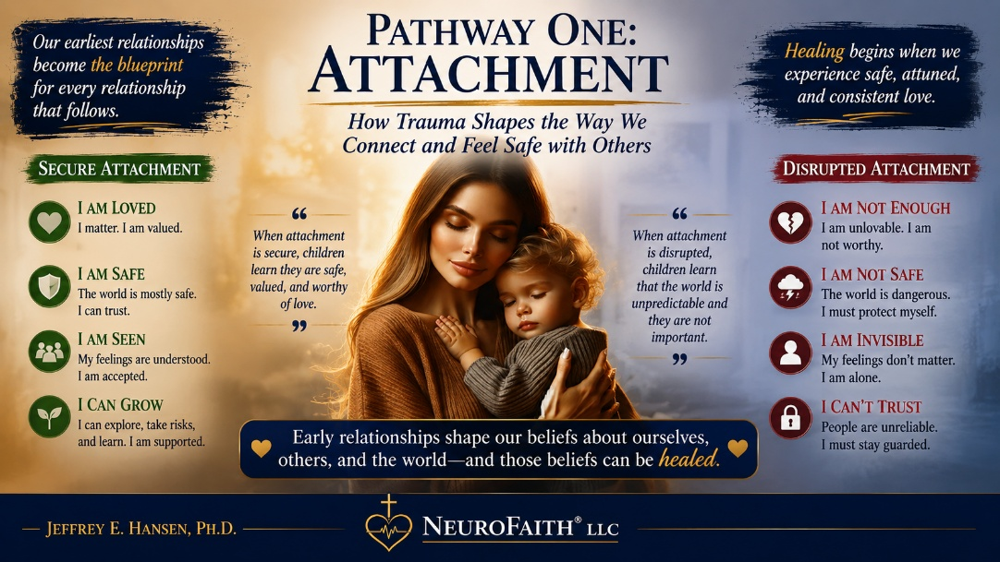 Our earliest relationships
become the blueprint
for every relationship
that follows.
PATHWAY ONE:
ATTACHMENT
How Trauma Shapes the Way We
Connect and Feel Safe with Others
Healing begins when we
experience safe, attuned,
and consistent love.
SECURE ATTACHMENT
I AM LOVED
I matter. I am valued.
I AM SAFE
The world is mostly safe.
I can trust.
I AM SEEN
My feelings are understood.
I am accepted.
I CAN GROW
I can explore, take risks,
and learn. I am supported.
“
When attachment
is secure, children
learn they are safe,
valued, and worthy
of love.
”
“
When attachment
is disrupted,
children learn
that the world is
unpredictable and
they are not
important.
”
DISRUPTED ATTACHMENT
I AM NOT ENOUGH
I am unlovable. I am
not worthy.
I AM NOT SAFE
The world is dangerous.
I must protect myself.
I AM INVISIBLE
My feelings don’t matter.
I am alone.
I CAN’T TRUST
People are unreliable.
I must stay guarded.
Early relationships shape our beliefs about ourselves,
others, and the world—and those beliefs can be healed.
JEFFREY E. HANSEN, PH.D.
NEUROFAITH® LLC